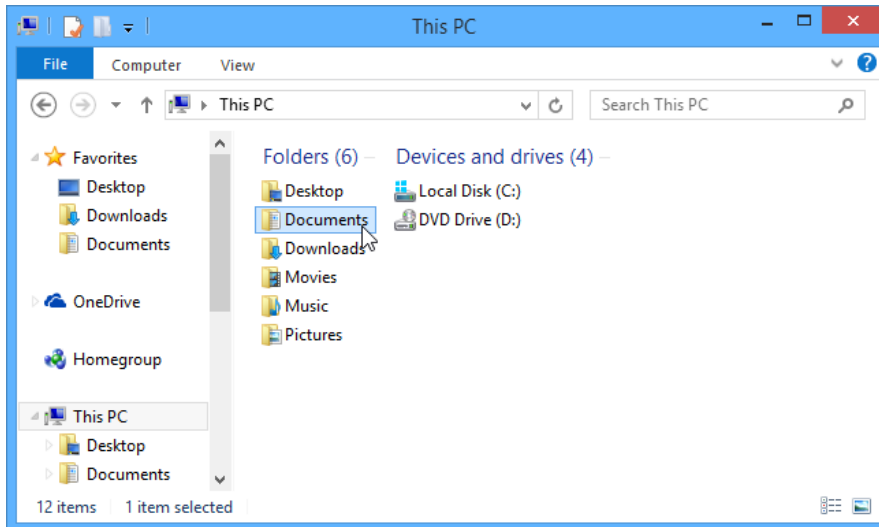 This PC
File Computer View
This PC Search This PC
Favorites
Desktop
Downloads
Documents
OneDrive
Homegroup
This PC
Desktop
Documents
Folders (6)
Desktop
Documents
Downloads
Movies
Music
Pictures
Devices and drives (4)
Local Disk (C:)
DVD Drive (D:)
12 items 1 item selected